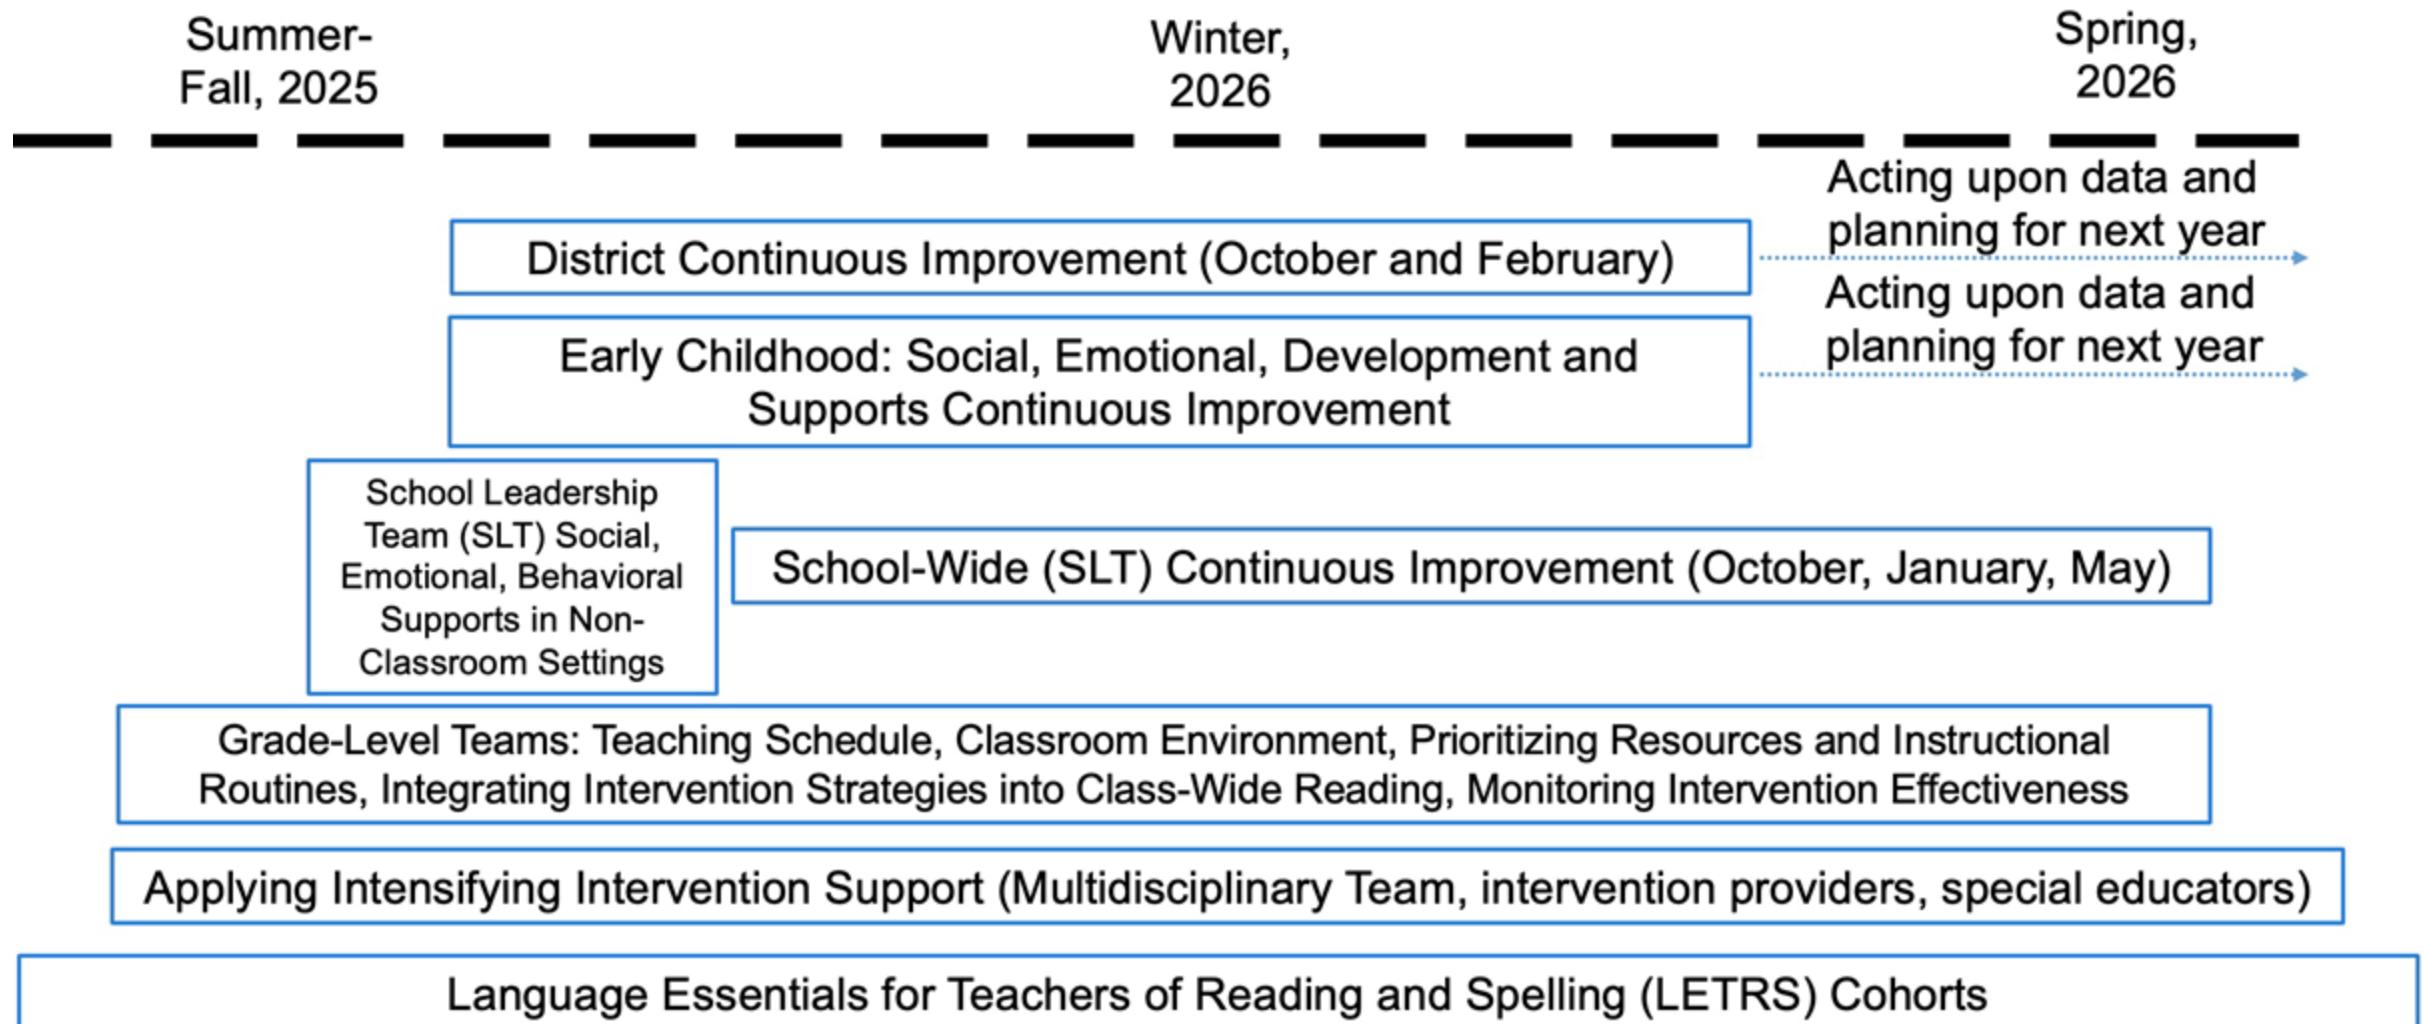 Summer-
Fall, 2025
Winter,
2026
Spring,
2026
Acting upon data and
planning for next year
District Continuous Improvement (October and February)
Acting upon data and
planning for next year
Early Childhood: Social, Emotional, Development and
Supports Continuous Improvement
School Leadership
Team (SLT) Social,
Emotional, Behavioral
Supports in Non-
Classroom Settings
School-Wide (SLT) Continuous Improvement (October, January, May)
Grade-Level Teams: Teaching Schedule, Classroom Environment, Prioritizing Resources and Instructional
Routines, Integrating Intervention Strategies into Class-Wide Reading, Monitoring Intervention Effectiveness
Applying Intensifying Intervention Support (Multidisciplinary Team, intervention providers, special educators)
Language Essentials for Teachers of Reading and Spelling (LETRS) Cohorts